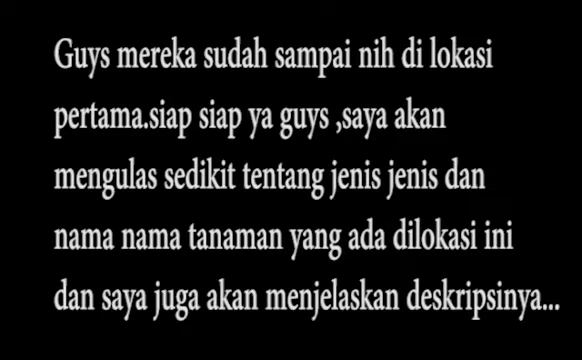 Guys mereka sudah sampai nih di lokasi
pertama.siap siap ya guys ,saya akan
mengulas sedikit tentang jenis jenis dan
nama nama tanaman yang ada dilokasi ini
dan saya juga akan menjelaskan deskripsinya...